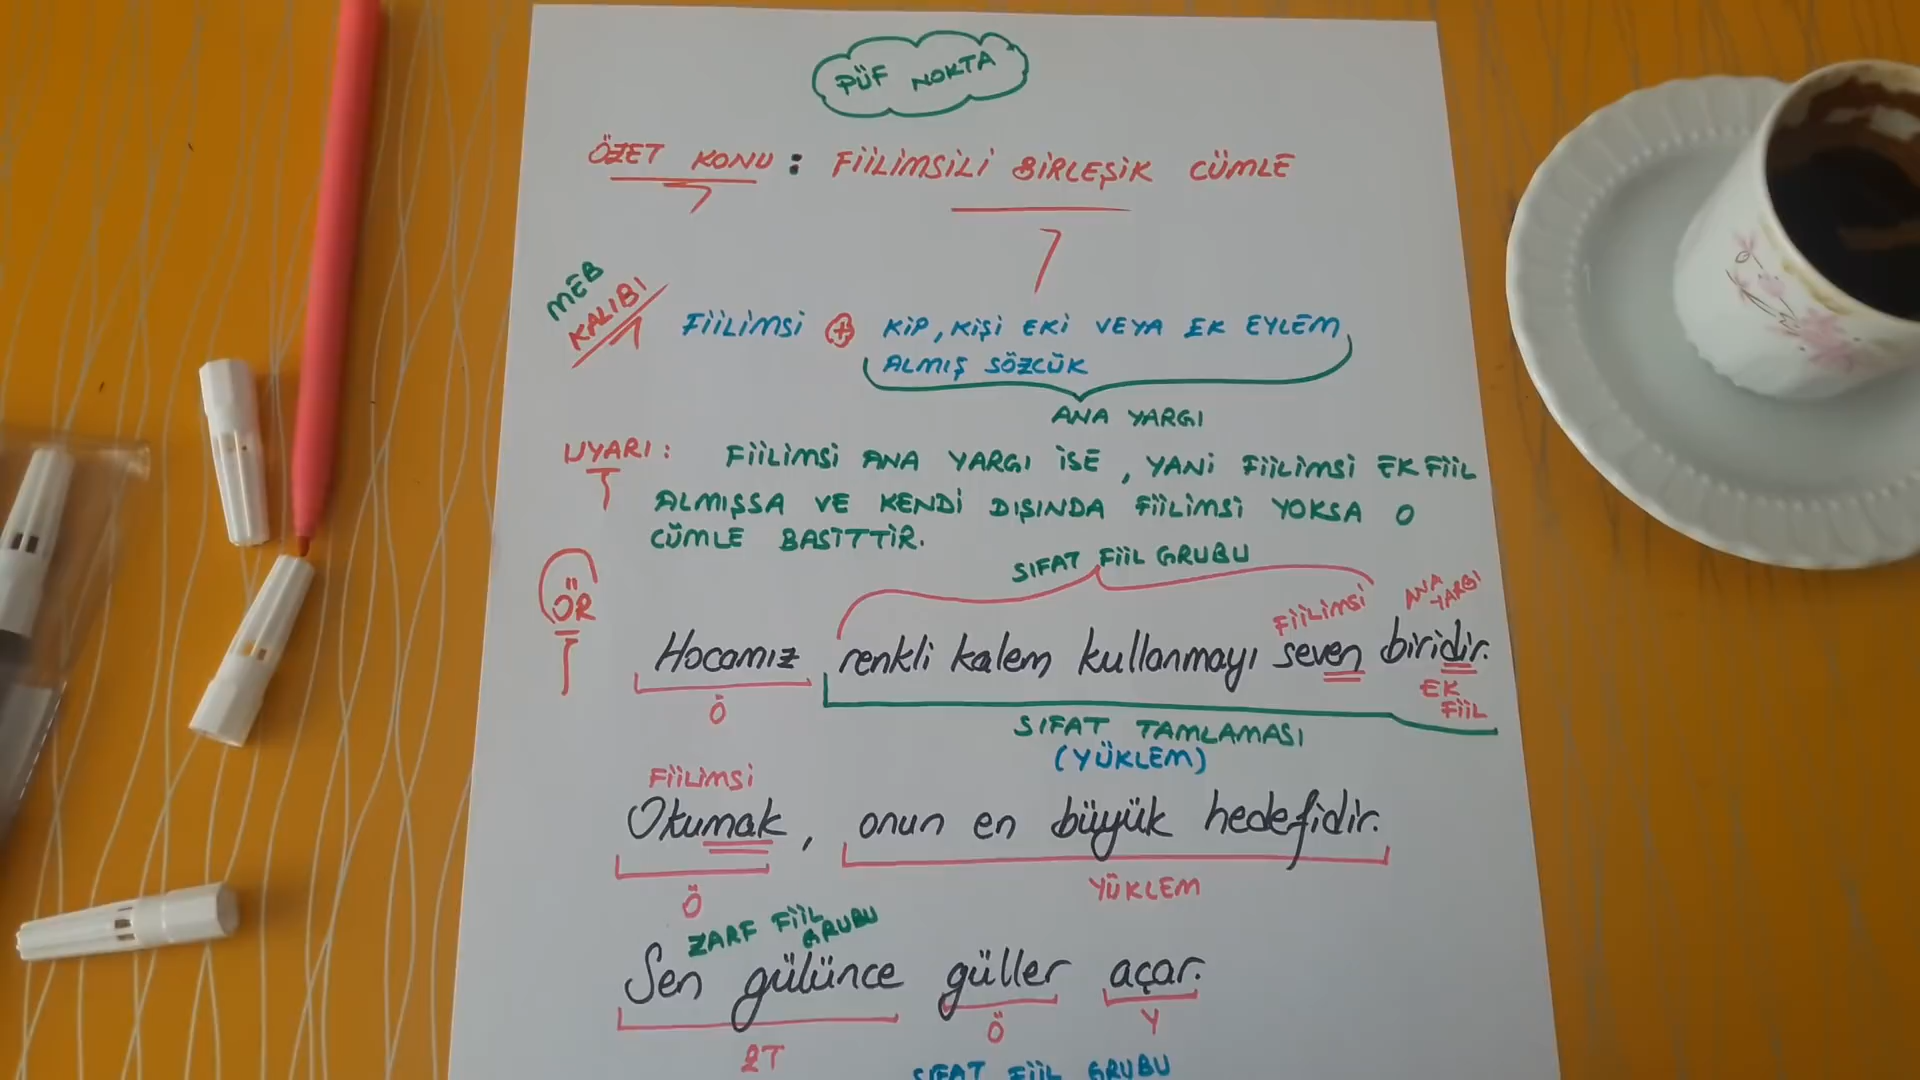 PÜF NOKTA
ÖZET KONU : FİİLİMSİLİ BİRLEŞİK CÜMLE
MEB
KALIBI
FİİLİMSİ + KİP, KİŞİ EKİ VEYA EK EYLEM
ALMIŞ SÖZCÜK
ANA YARGI
UYARI : FİİLİMSİ ANA YARGI İSE, YANİ FİİLİMSİ EK FİİL
ALMIŞSA VE KENDİ DIŞINDA FİİLİMSİ YOKSA O
CÜMLE BASİTTİR.
SIFAT FİİL GRUBU
ÖR
FİİLİMSİ
ANA
YARGI
Hocamız renkli kalem kullanmayı seven biridir.
Ö
EK
FİİL
SIFAT TAMLAMASI
(YÜKLEM)
FİİLİMSİ
Okumak, onun en büyük hedefidir.
Ö
YÜKLEM
ZARF FİİL
GRUBU
Sen gülünce güller açar.
ZT
Ö
Y
SIFAT FİİL GRUBU